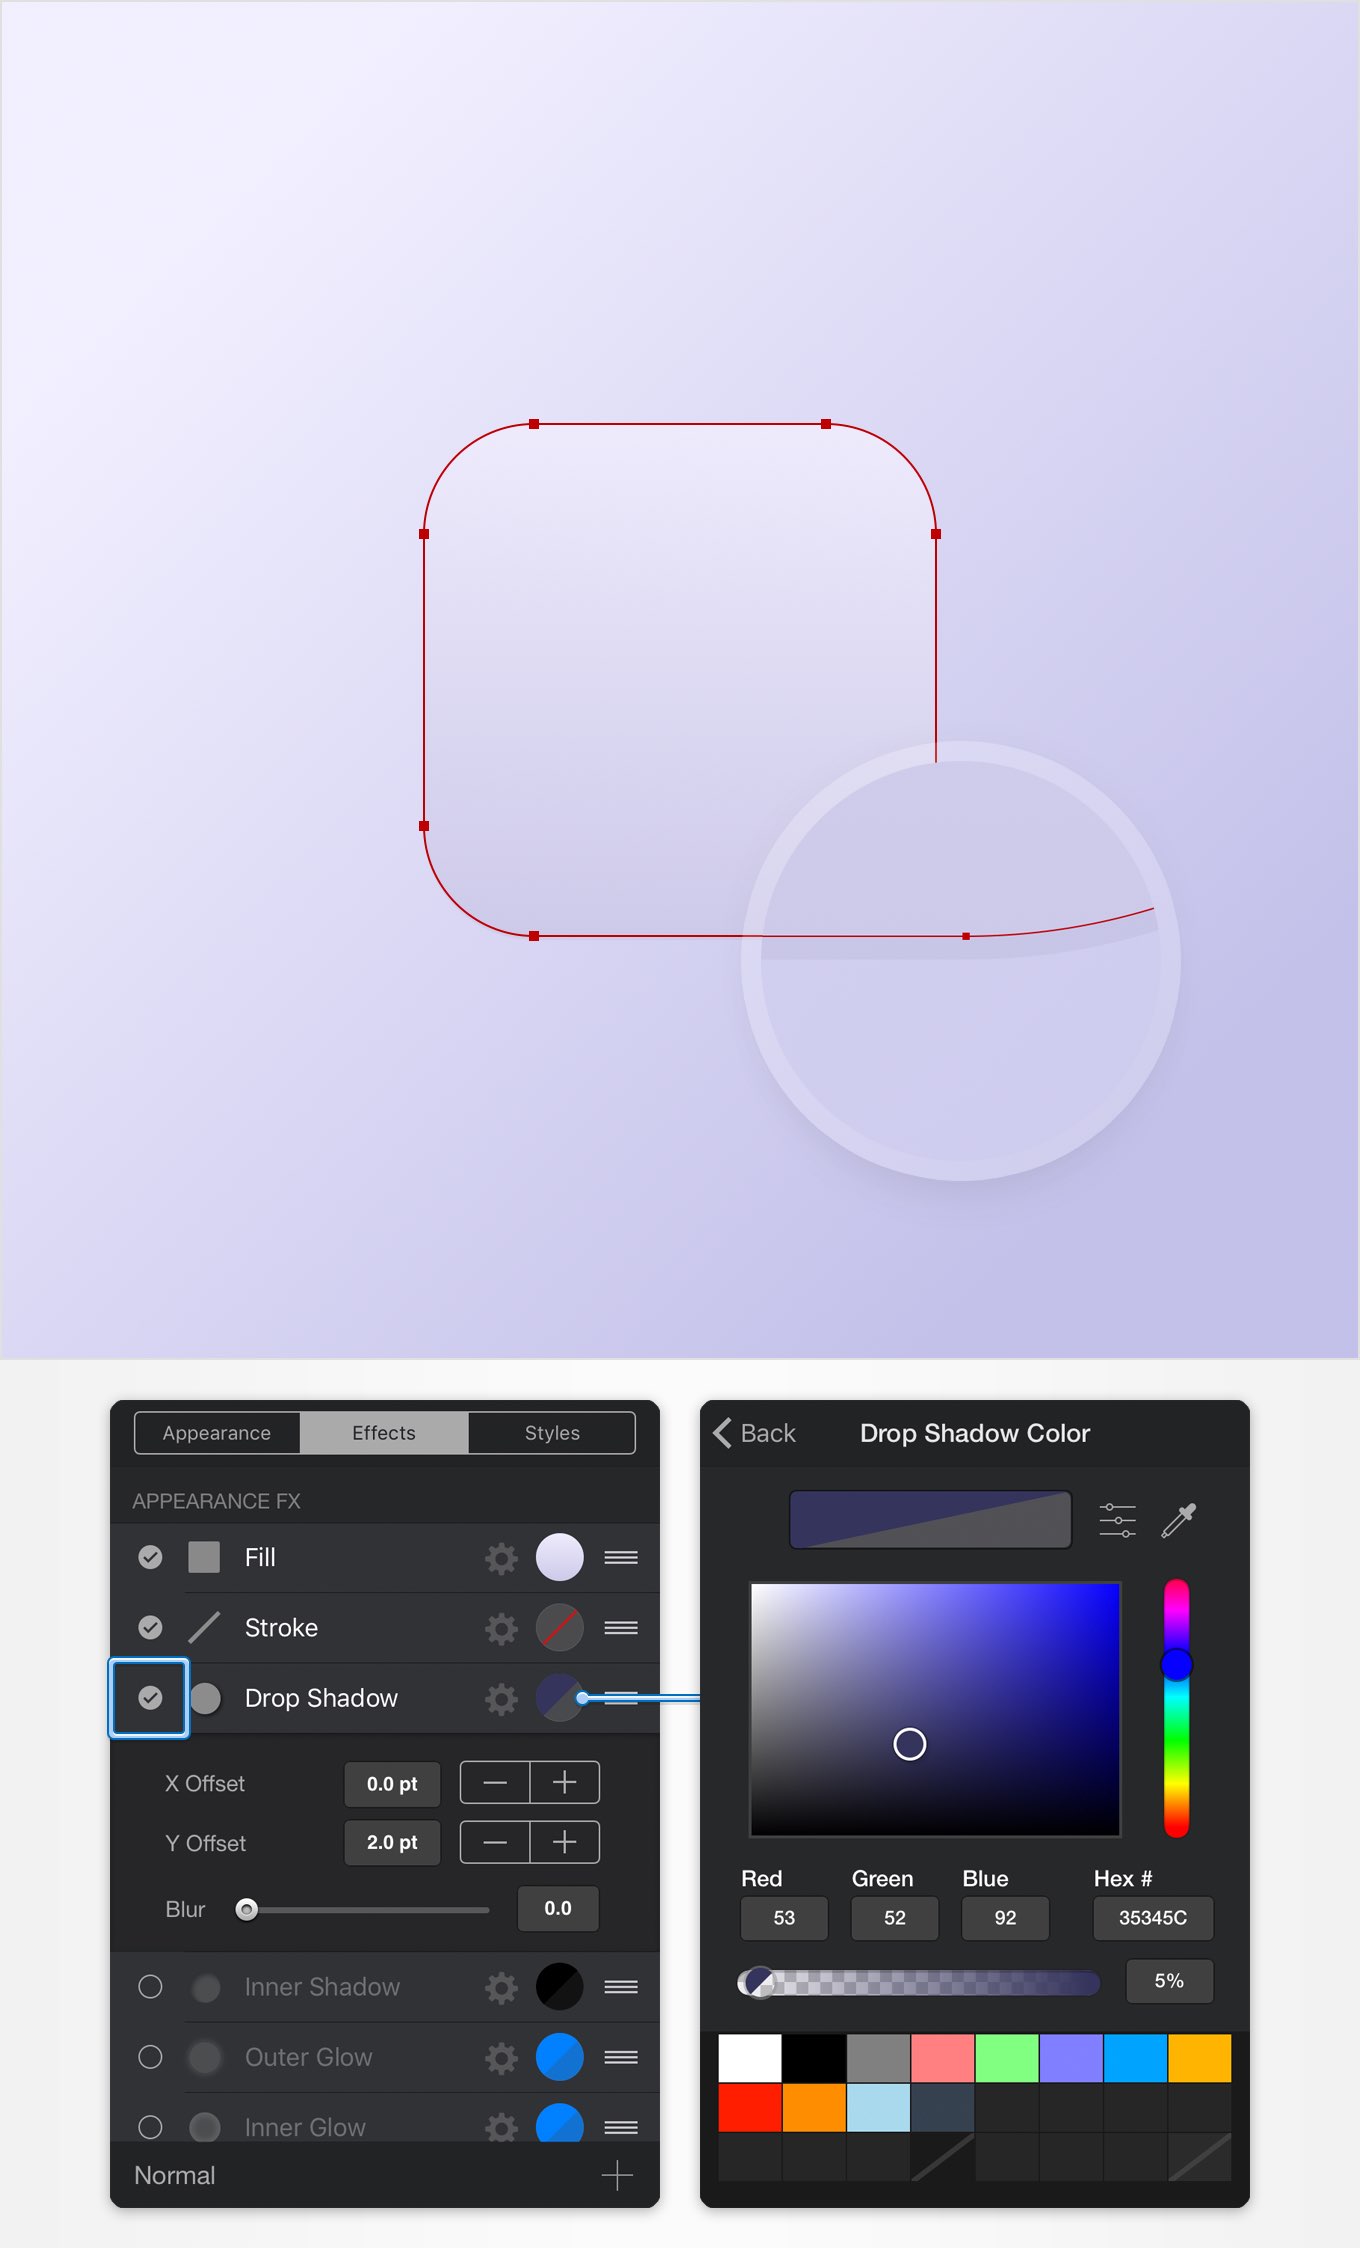 Appearance Effects Styles
APPEARANCE FX
Fill
Stroke
Drop Shadow
X Offset 0.0 pt
Y Offset 2.0 pt
Blur 0.0
Inner Shadow
Outer Glow
Inner Glow
Normal
Back Drop Shadow Color
Red Green Blue Hex #
53 52 92 35345C
5%